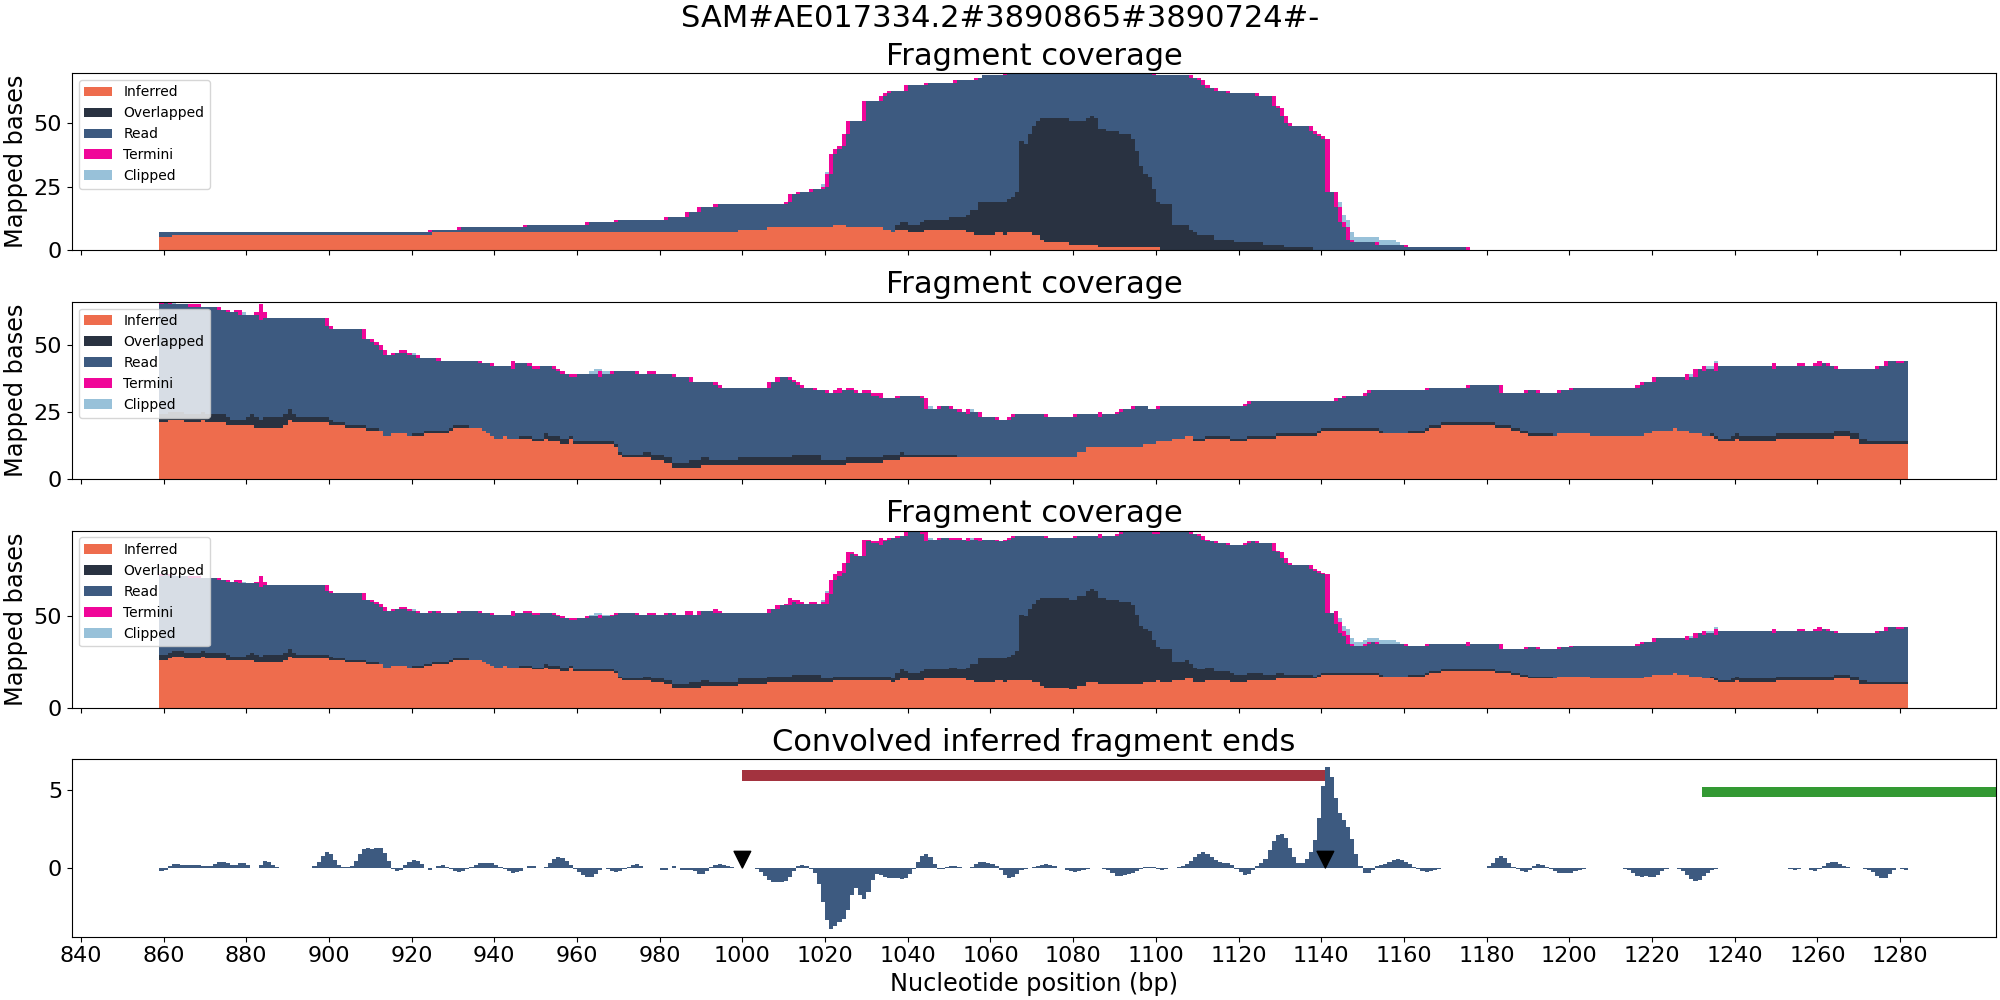 SAM#AE017334.2#3890865#3890724#-
Fragment coverage
Mapped bases
50
25
0
Inferred
Overlapped
Read
Termini
Clipped
Fragment coverage
Mapped bases
50
25
0
Inferred
Overlapped
Read
Termini
Clipped
Fragment coverage
Mapped bases
50
0
Inferred
Overlapped
Read
Termini
Clipped
Convolved inferred fragment ends
5
0
840 860 880 900 920 940 960 980 1000 1020 1040 1060 1080 1100 1120 1140 1160 1180 1200 1220 1240 1260 1280
Nucleotide position (bp)